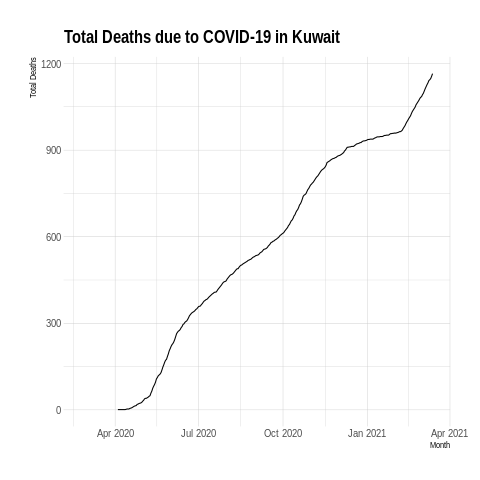 Total Deaths due to COVID-19 in Kuwait
Total Deaths
1200
900
600
300
0
Apr 2020
Jul 2020
Oct 2020
Jan 2021
Apr 2021
Month